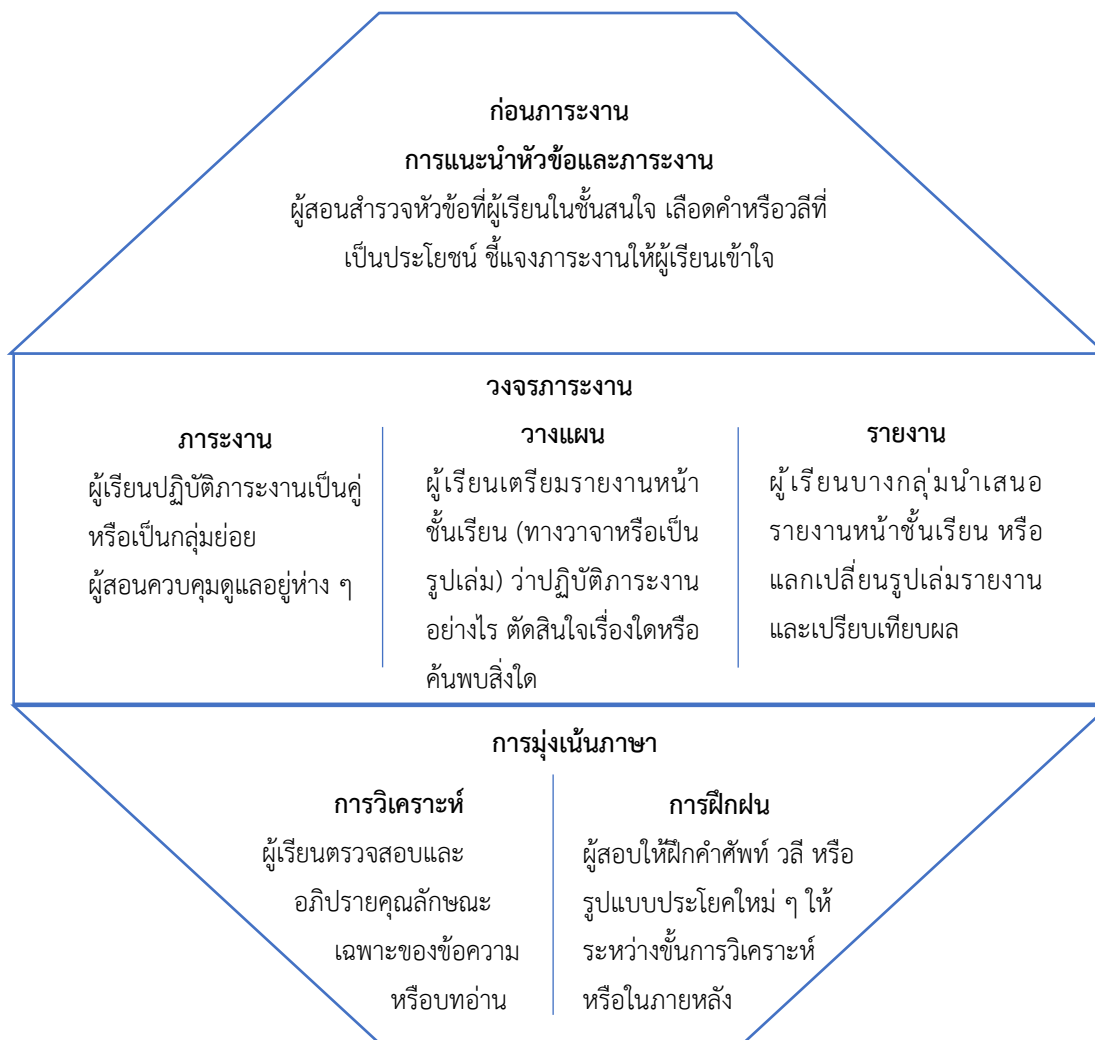 ก่อนภาระงาน
การแนะนำหัวข้อและภาระงาน
ผู้สอนสำรวจหัวข้อที่ผู้เรียนในชั้นสนใจ เลือดคำหรือวลีที่
เป็นประโยชน์ ชี้แจงภาระงานให้ผู้เรียนเข้าใจ
วงจรภาระงาน
ภาระงาน
ผู้เรียนปฏิบัติภาระงานเป็นคู่
หรือเป็นกลุ่มย่อย
ผู้สอนควบคุมดูแลอยู่ห่าง ๆ
วางแผน
ผู้เรียนเตรียมรายงานหน้า
ชั้นเรียน (ทางวาจาหรือเป็น
รูปเล่ม) ว่าปฏิบัติภาระงาน
อย่างไร ตัดสินใจเรื่องใดหรือ
ค้นพบสิ่งใด
รายงาน
ผู้เรียนบางกลุ่มนำเสนอ
รายงานหน้าชั้นเรียน หรือ
แลกเปลี่ยนรูปเล่มรายงาน
และเปรียบเทียบผล
การมุ่งเน้นภาษา
การวิเคราะห์
ผู้เรียนตรวจสอบและ
อภิปรายคุณลักษณะ
เฉพาะของข้อความ
หรือบทอ่าน
การฝึกฝน
ผู้สอบให้ฝึกคำศัพท์ วลี หรือ
รูปแบบประโยคใหม่ ๆ ให้
ระหว่างขั้นการวิเคราะห์
หรือในภายหลัง